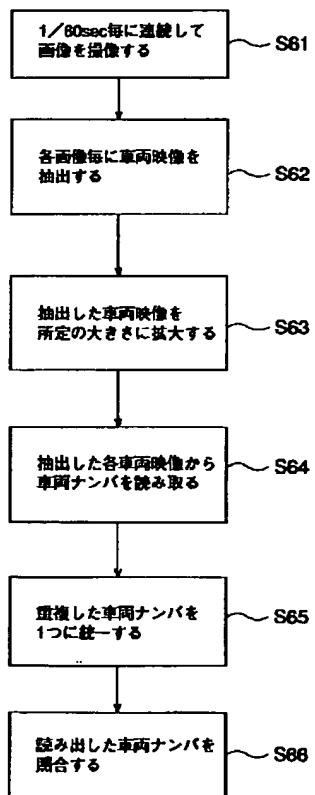 1／60sec毎に連続して
画像を撮像する
S61
各画像毎に車両映像を
抽出する
S62
抽出した車両映像を
所定の大きさに拡大する
S63
抽出した各車両映像から
車両ナンバを読み取る
S64
重複した車両ナンバを
1つに統一する
S65
読み出した車両ナンバを
照合する
S66